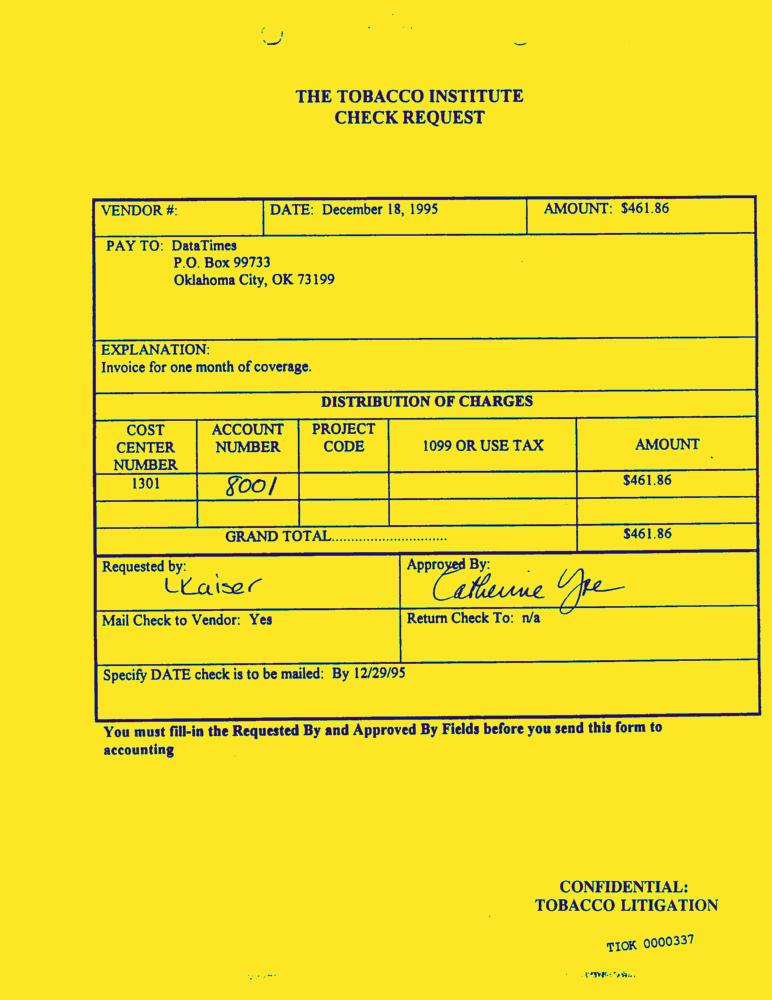 THE TOBACCO INSTITUTE
CHECK REQUEST
VENDOR #: DATE: December 18, 1995 AMOUNT: $461.86
PAY TO: DataTimes
P.O. Box 99733
Oklahoma City, OK 73199
EXPLANATION:
Invoice for one month of coverage.
DISTRIBUTION OF CHARGES
COST CENTER NUMBER ACCOUNT NUMBER PROJECT CODE 1099 OR USE TAX AMOUNT
1301 8001 $461.86
GRAND TOTAL.............................. $461.86
Requested by: Approved By:
LKaiser Catherine Yoe
Mail Check to Vendor: Yes Return Check To: n/a
Specify DATE check is to be mailed: By 12/29/95
You must fill-in the Requested By and Approved By Fields before you send this form to
accounting
CONFIDENTIAL:
TOBACCO LITIGATION
TIOK 0000337